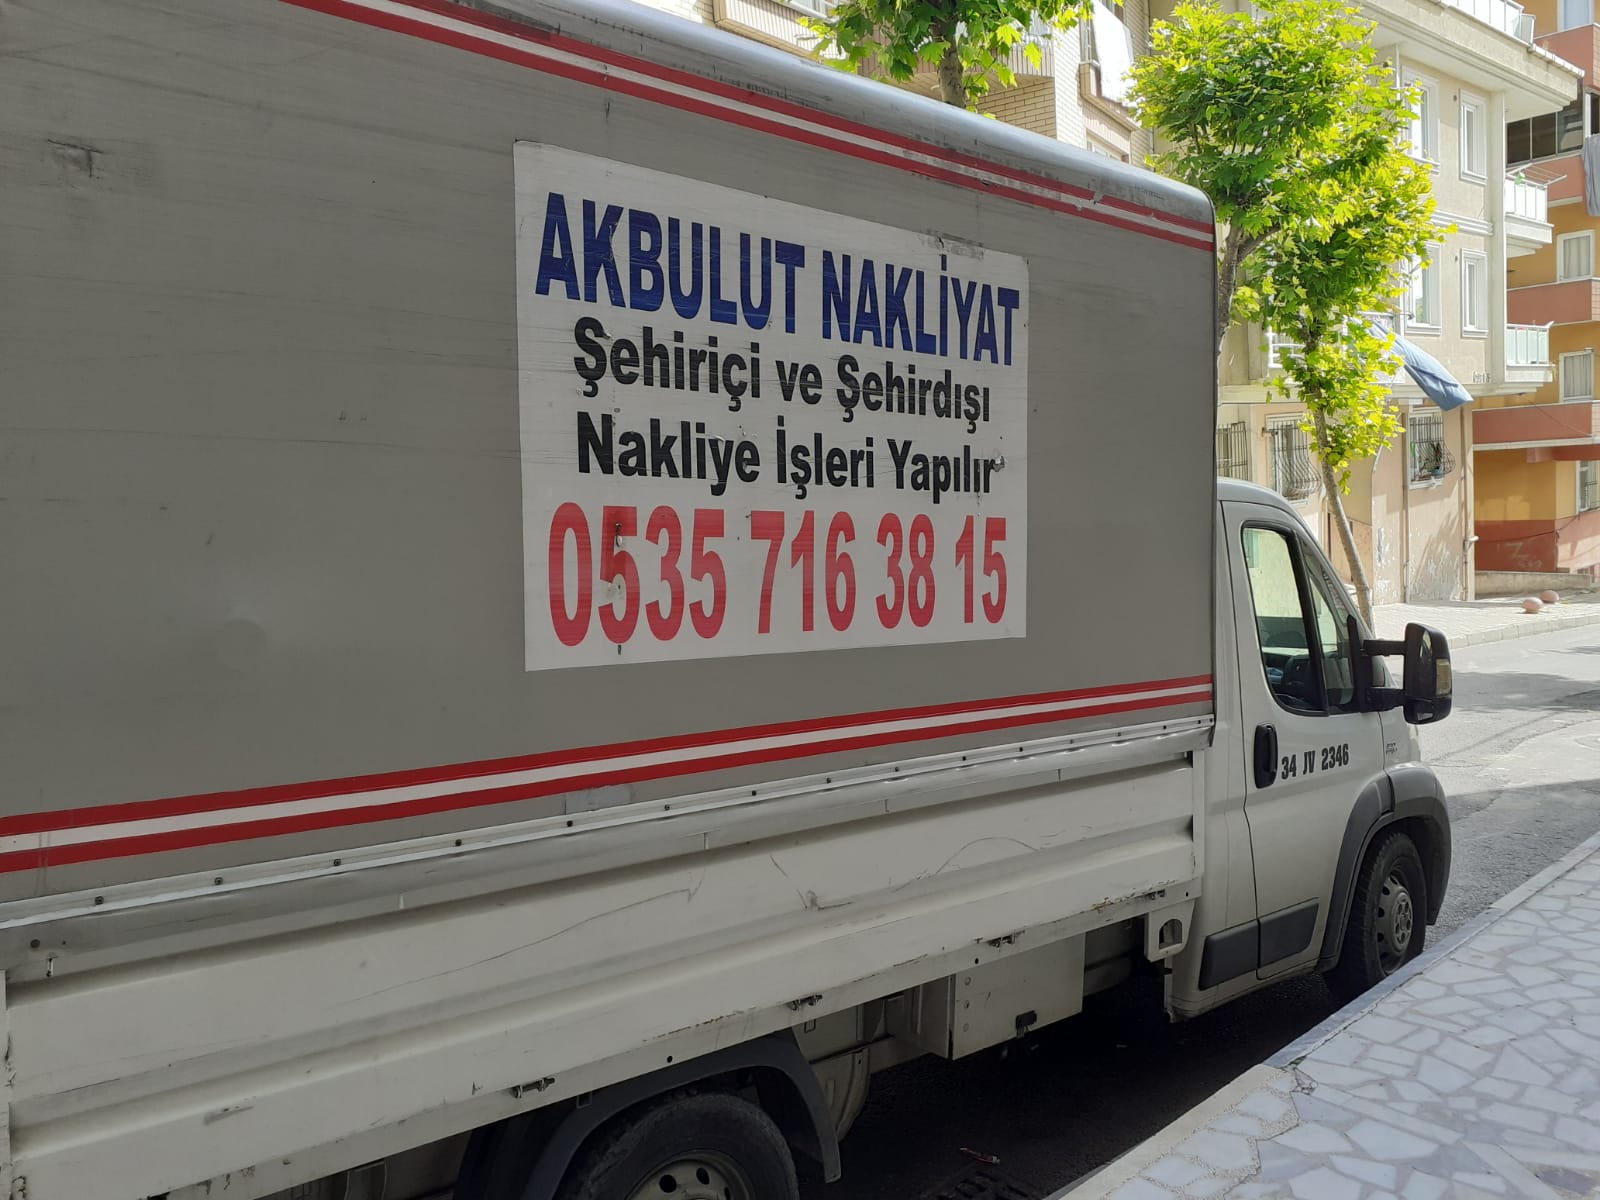 AKBULUT NAKLİYAT
Şehiriçi ve Şehirdışı
Nakliye İşleri Yapılır
0535 716 38 15
34 JV 2346